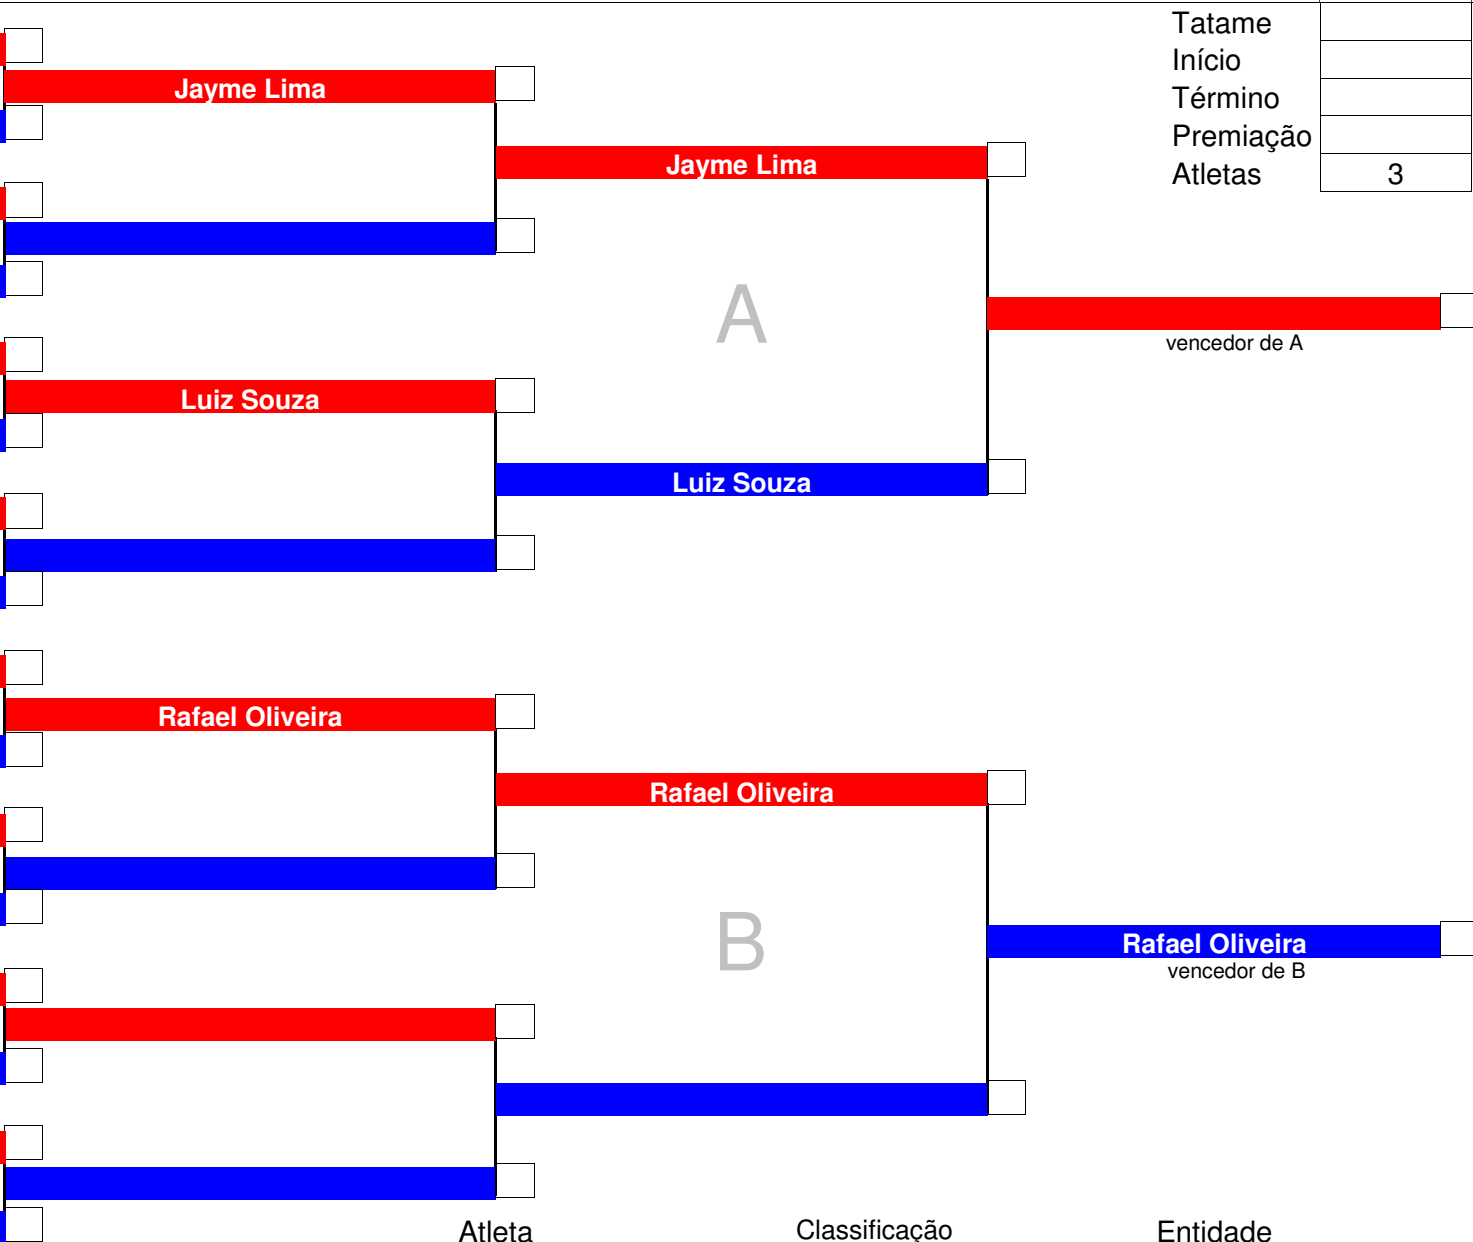 Tatame
Início
Jayme Lima
Término
Premiação
Jayme Lima
Atletas 3
A
vencedor de A
Luiz Souza
Luiz Souza
Rafael Oliveira
Rafael Oliveira
B
Rafael Oliveira
vencedor de B
Atleta Classificação Entidade